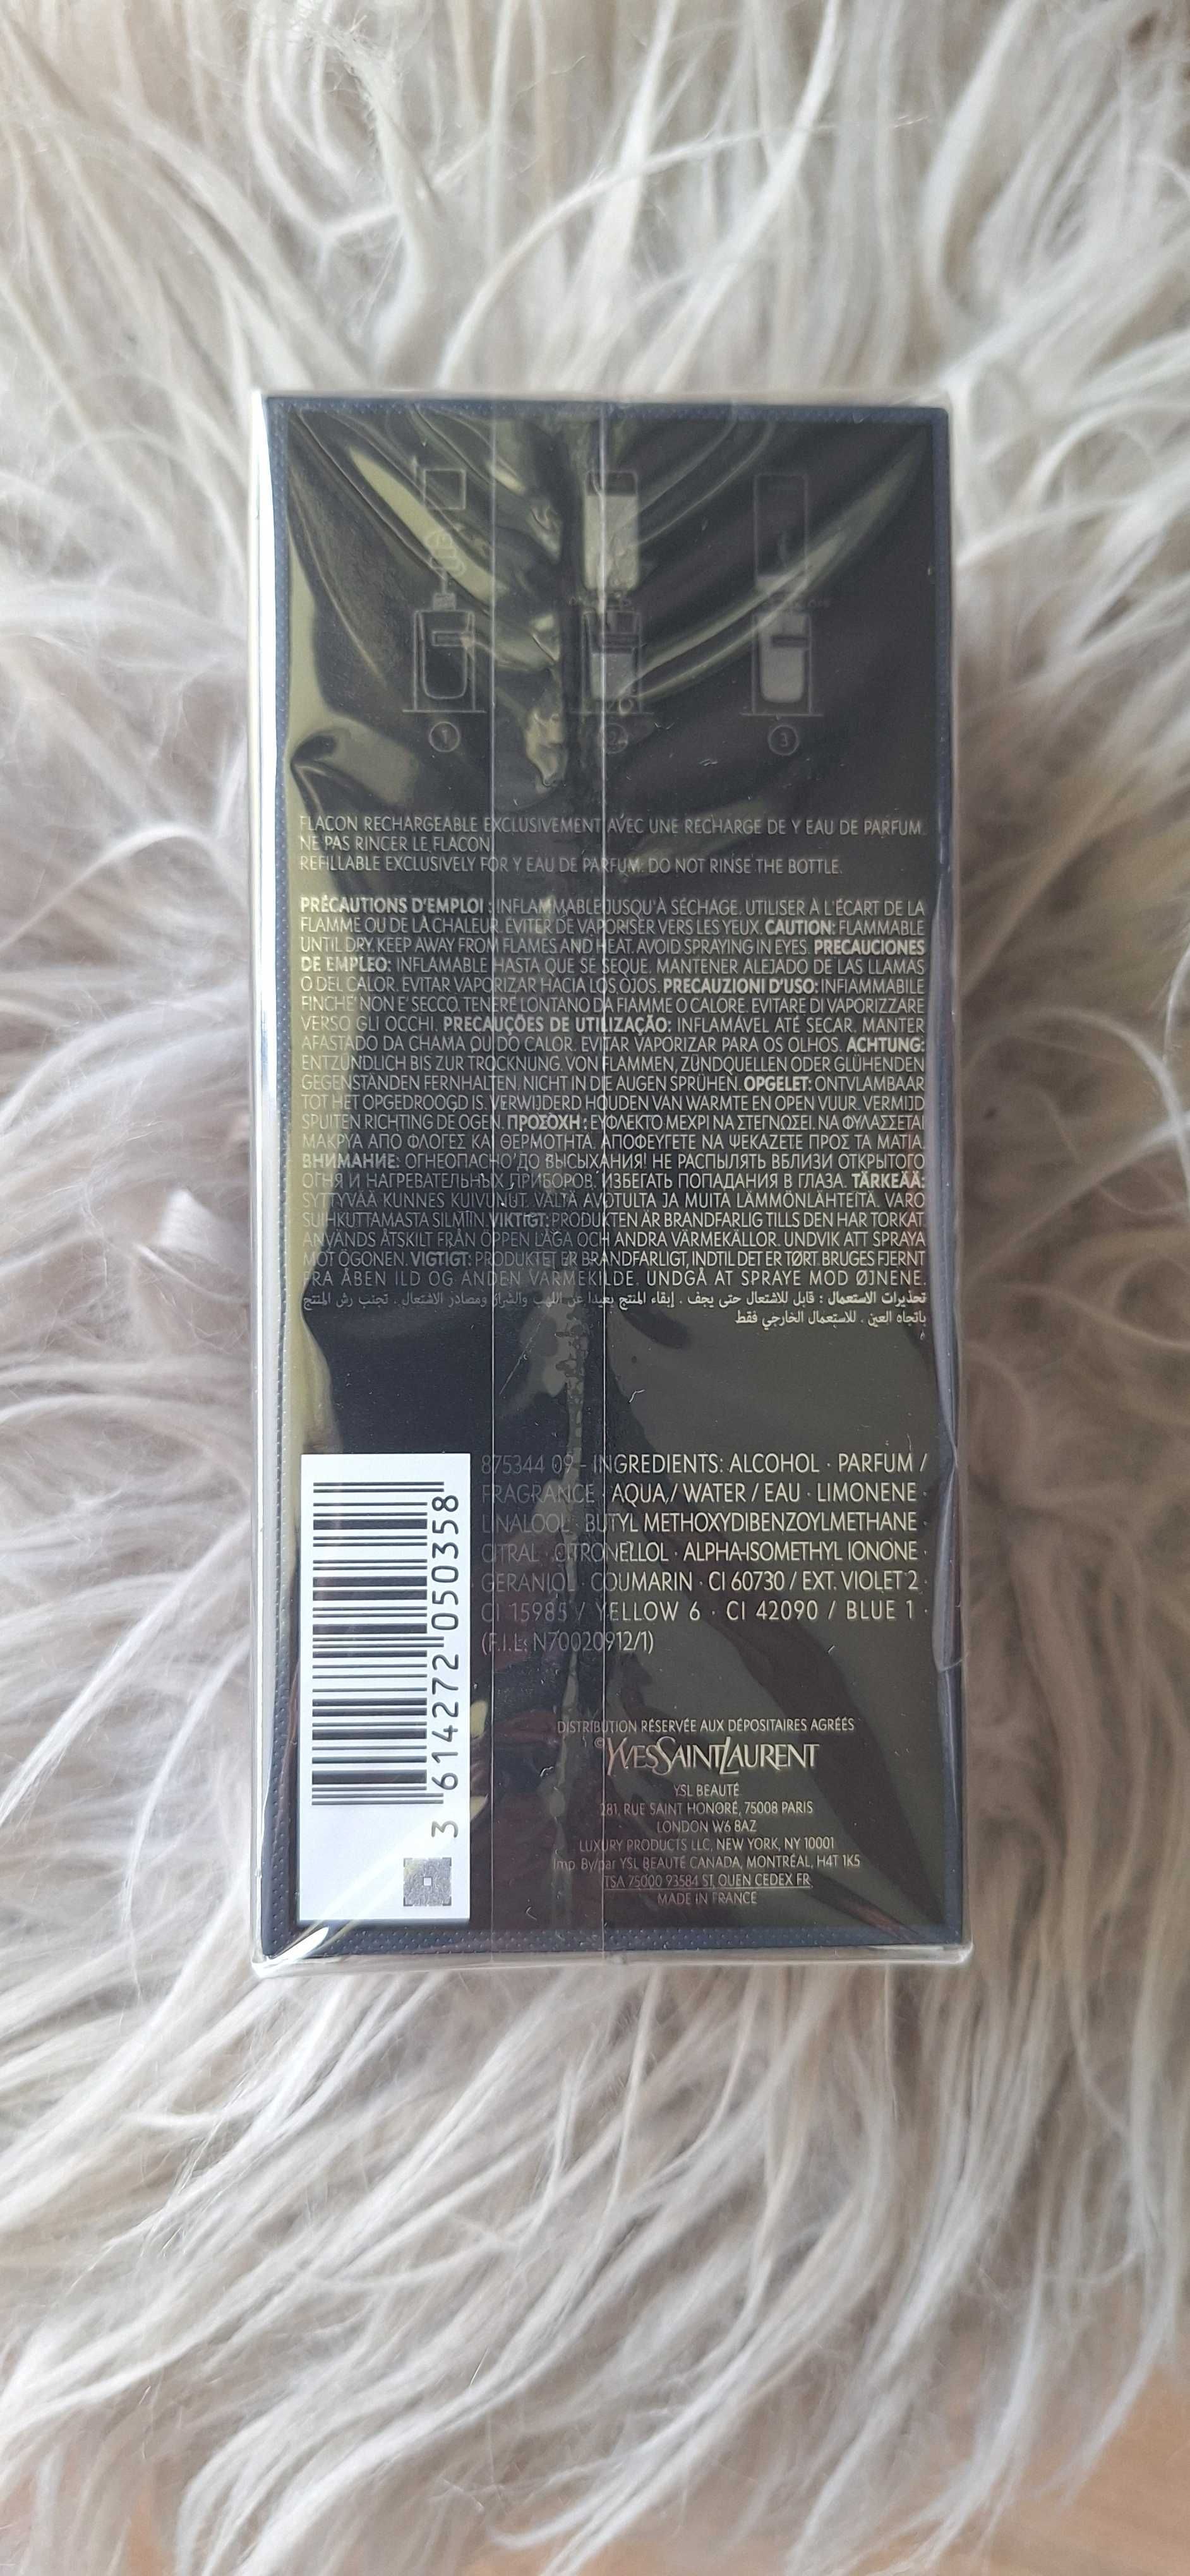 1 2 3
FLACON RECHARGEABLE EXCLUSIVEMENT AVEC UNE RECHARGE DE Y EAU DE PARFUM.
NE PAS RINCER LE FLACON.
REFILLABLE EXCLUSIVELY FOR Y EAU DE PARFUM. DO NOT RINSE THE BOTTLE.
PRÉCAUTIONS D'EMPLOI : INFLAMMABLE JUSQU'À SÉCHAGE. UTILISER À L'ÉCART DE LA
FLAMME OU DE LA CHALEUR. ÉVITER DE VAPORISER VERS LES YEUX. CAUTION: FLAMMABLE
UNTIL DRY. KEEP AWAY FROM FLAMES AND HEAT. AVOID SPRAYING IN EYES. PRECAUCIONES
DE EMPLEO: INFLAMABLE HASTA QUE SE SEQUE. MANTENER ALEJADO DE LAS LLAMAS
O DEL CALOR. EVITAR VAPORIZAR HACIA LOS OJOS. PRECAUZIONI D'USO: INFIAMMABILE
FINCHE' NON E' SECCO. TENERE LONTANO DA FIAMME O CALORE. EVITARE DI VAPORIZZARE
VERSO GLI OCCHI. PRECAUÇÕES DE UTILIZAÇÃO: INFLAMÁVEL ATÉ SECAR. MANTER
AFASTADO DA CHAMA OU DO CALOR. EVITAR VAPORIZAR PARA OS OLHOS. ACHTUNG:
ENTZÜNDLICH BIS ZUR TROCKNUNG. VON FLAMMEN, ZÜNDQUELLEN ODER GLÜHENDEN
GEGENSTÄNDEN FERNHALTEN. NICHT IN DIE AUGEN SPRÜHEN. OPGELET: ONTVLAMBAAR
TOT HET OPGEDROOGD IS. VERWIJDERD HOUDEN VAN WARMTE EN OPEN VUUR. VERMIJD
SPUITEN RICHTING DE OGEN. ΠΡΟΣΟΧΗ : ΕΥΦΛΕΚΤΟ ΜΕΧΡΙ ΝΑ ΣΤΕΓΝΩΣΕΙ. ΝΑ ΦΥΛΑΣΣΕΤΑΙ
ΜΑΚΡΥΑ ΑΠΟ ΦΛΟΓΕΣ ΚΑΙ ΘΕΡΜΟΤΗΤΑ. ΑΠΟΦΕΥΓΕΤΕ ΝΑ ΨΕΚΑΖΕΤΕ ΠΡΟΣ ΤΑ ΜΑΤΙΑ.
ВНИМАНИЕ: ОГНЕОПАСНО ДО ВЫСЫХАНИЯ! НЕ РАСПЫЛЯТЬ ВБЛИЗИ ОТКРЫТОГО
ОГНЯ И НАГРЕВАТЕЛЬНЫХ ПРИБОРОВ. ИЗБЕГАТЬ ПОПАДАНИЯ В ГЛАЗА. TÄRKEÄÄ:
SYTTYVÄÄ KUNNES KUIVUNUT. VÄLTÄ AVOTULTA JA MUITA LÄMMÖNLÄHTEITÄ. VARO
SUIHKUTTAMASTA SILMIIN. VIKTIGT: PRODUKTEN ÄR BRANDFARLIG TILLS DEN HAR TORKAT.
ANVÄNDS ÅTSKILT FRÅN ÖPPEN LÅGA OCH ANDRA VÄRMEKÄLLOR. UNDVIK ATT SPRAYA
MOT ÖGONEN. VIGTIGT: PRODUKTET ER BRANDFARLIGT, INDTIL DET ER TØRT. BRUGES FJERNT
FRA ÅBEN ILD OG ANDEN VARMEKILDE. UNDGÅ AT SPRAYE MOD ØJNENE.
تحذيرات الاستعمال : قابل للاشتعال حتى يجف . إبقاء المنتج بعيدا عن اللهب والشرار ومصادر الاشتعال . تجنب رش المنتج
باتجاه العين . للاستعمال الخارجي فقط
875344 09 - INGREDIENTS: ALCOHOL · PARFUM /
FRAGRANCE · AQUA / WATER / EAU · LIMONENE ·
LINALOOL · BUTYL METHOXYDIBENZOYLMETHANE ·
CITRAL · CITRONELLOL · ALPHA-ISOMETHYL IONONE ·
GERANIOL · COUMARIN · CI 60730 / EXT. VIOLET 2 ·
CI 15985 / YELLOW 6 · CI 42090 / BLUE 1 ·
(F.I.L: N70020912/1)
3 614272 050358
DISTRIBUTION RÉSERVÉE AUX DÉPOSITAIRES AGRÉÉS
©YVESSAINTLAURENT
YSL BEAUTÉ
281, RUE SAINT HONORÉ, 75008 PARIS
LONDON W6 8AZ
LUXURY PRODUCTS LLC, NEW YORK, NY 10001
Imp. By/par YSL BEAUTÉ CANADA, MONTRÉAL, H4T 1K5
TSA 75000 93584 ST OUEN CEDEX FR
MADE IN FRANCE